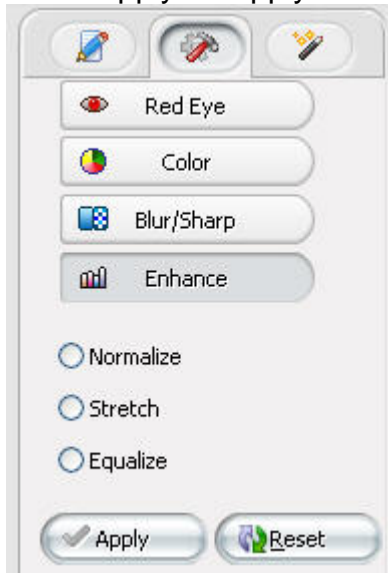 Red Eye
Color
Blur/Sharp
Enhance
Normalize
Stretch
Equalize
Apply Reset